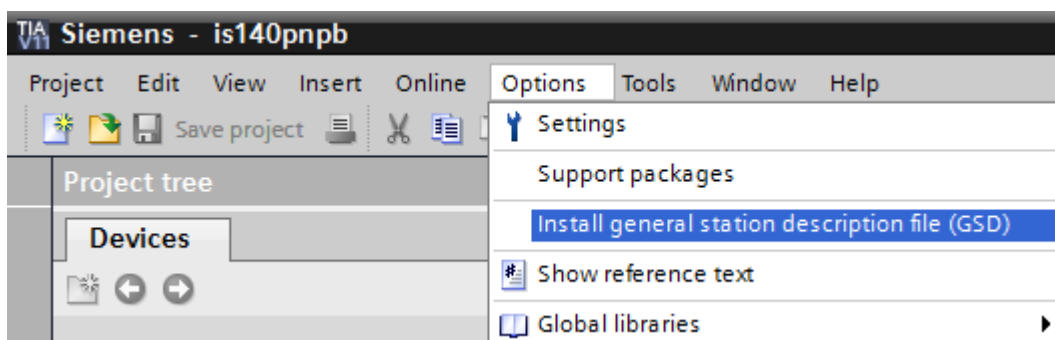 TIA V11 Siemens - is140pnpb
Project Edit View Insert Online Options Tools Window Help
Save project
Settings
Support packages
Project tree
Install general station description file (GSD)
Devices
Show reference text
Global libraries